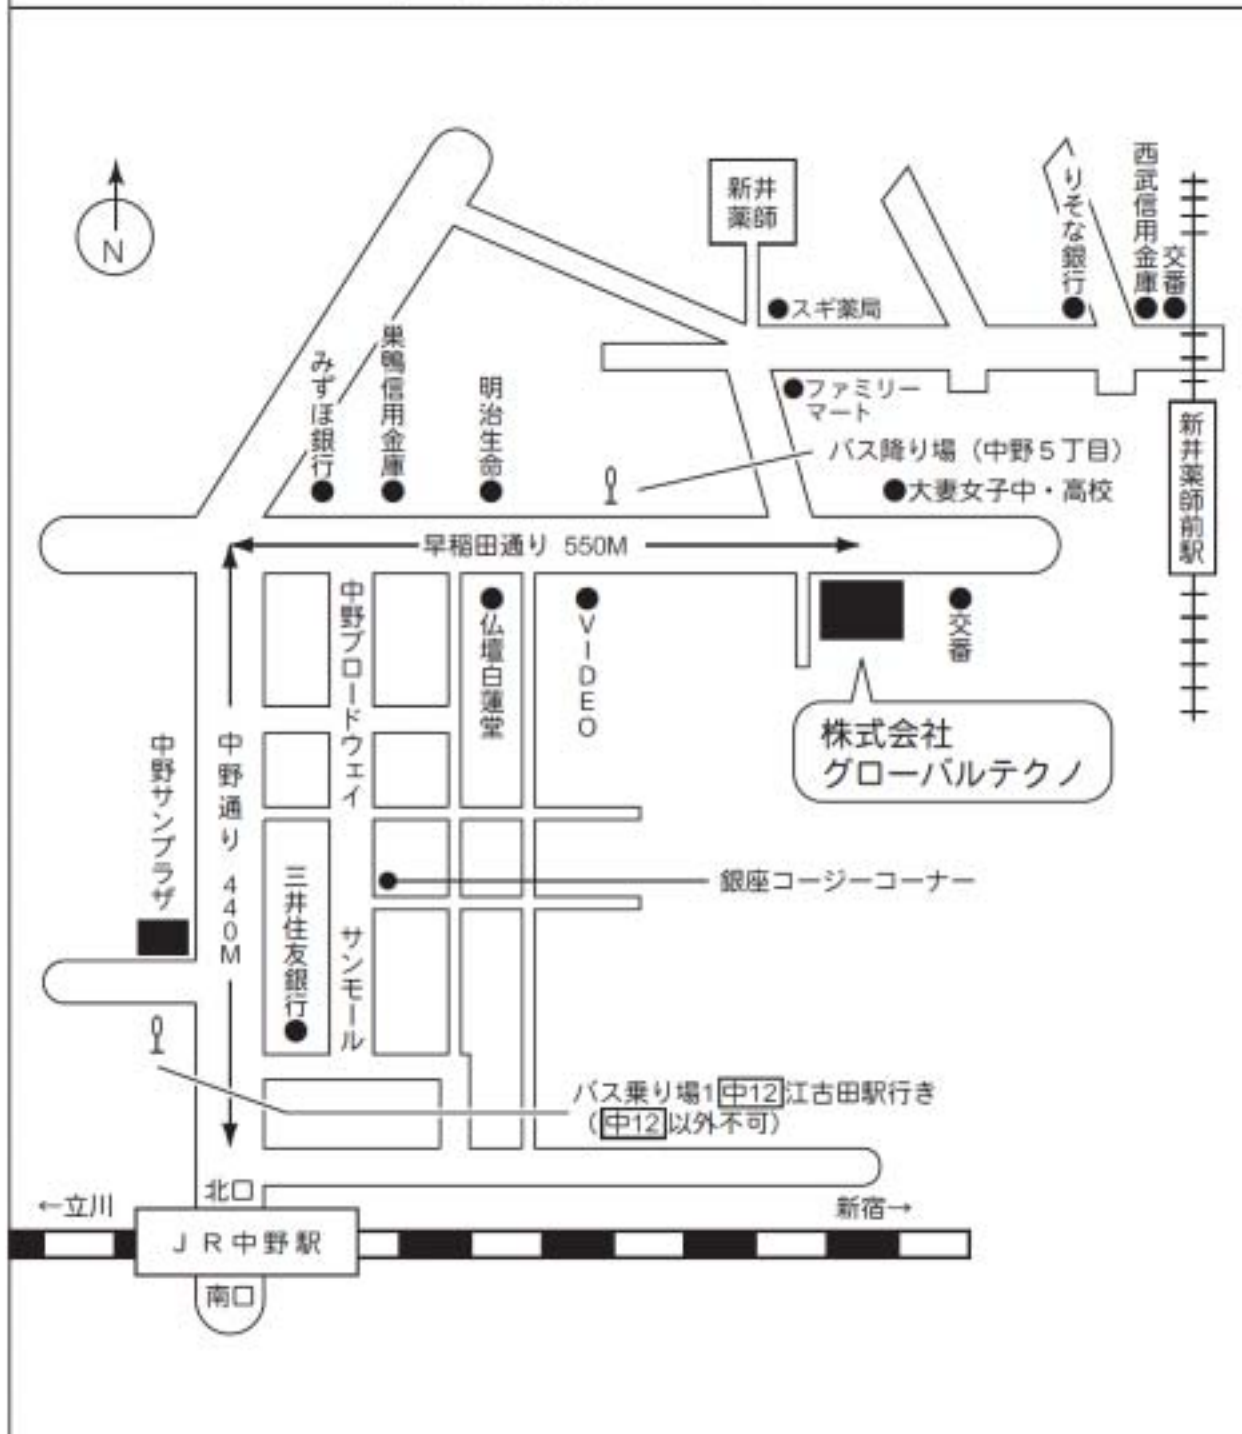 N
新井
薬師
りそな銀行
西武信用金庫
交番
スギ薬局
みずほ銀行
巣鴨信用金庫
明治生命
ファミリー
マート
バス降り場（中野５丁目）
大妻女子中・高校
新井薬師前駅
早稲田通り 550M
中野ブロードウェイ
仏壇白蓮堂
VIDEO
交番
株式会社
グローバルテクノ
中野サンプラザ
中野通り 440M
三井住友銀行
サンモール
銀座コージーコーナー
バス乗り場1中12江古田駅行き
（中12以外不可）
北口
←立川
新宿→
ＪＲ中野駅
南口